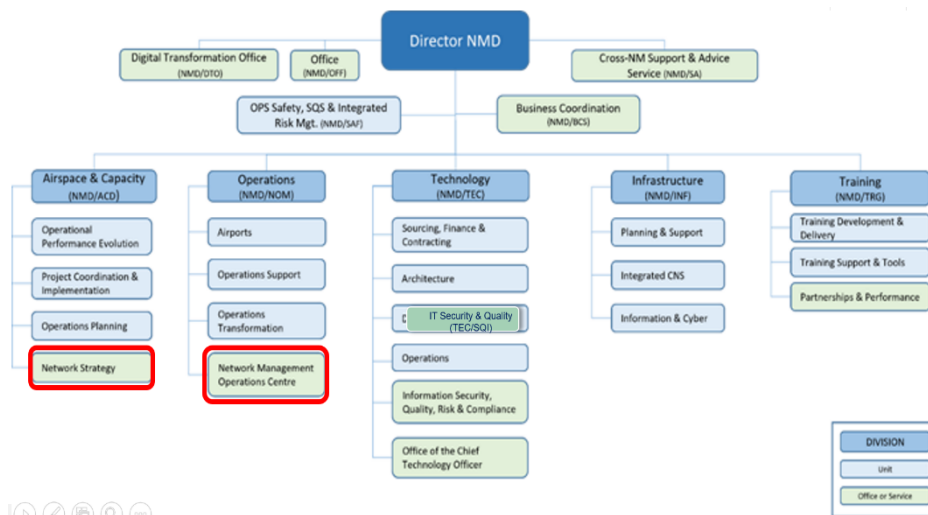 Director NMD
Digital Transformation Office
(NMD/DTO)
Office
(NMD/OFF)
Cross-NM Support & Advice
Service (NMD/SA)
OPS Safety, SQS & Integrated
Risk Mgt. (NMD/SAF)
Business Coordination
(NMD/BCS)
Airspace & Capacity
(NMD/ACD)
Operational
Performance Evolution
Project Coordination &
Implementation
Operations Planning
Network Strategy
Operations
(NMD/NOM)
Airports
Operations Support
Operations
Transformation
Network Management
Operations Centre
Technology
(NMD/TEC)
Sourcing, Finance &
Contracting
Architecture
IT Security & Quality
(TEC/SQI)
Operations
Information Security,
Quality, Risk & Compliance
Office of the Chief
Technology Officer
Infrastructure
(NMD/INF)
Planning & Support
Integrated CNS
Information & Cyber
Training
(NMD/TRG)
Training Development &
Delivery
Training Support & Tools
Partnerships & Performance
DIVISION
Unit
Office or Service